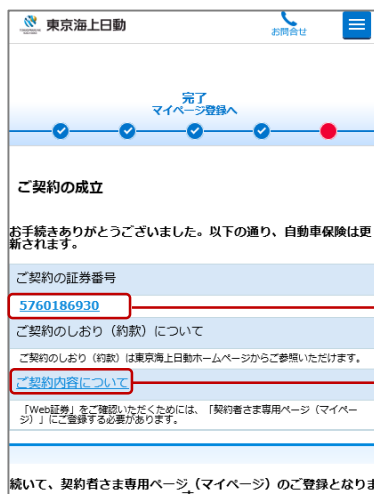 東京海上日動
お問合せ
完了
マイページ登録へ
ご契約の成立
お手続きありがとうございました。以下の通り、自動車保険は更
新されます。
ご契約の証券番号
5760186930
ご契約のしおり（約款）について
ご契約のしおり（約款）は東京海上日動ホームページからご参照いただけます。
ご契約内容について
「Web証券」をご確認いただくためには、「契約者さま専用ページ（マイペー
ジ）」にご登録する必要があります。
続いて、契約者さま専用ページ（マイページ）のご登録となりま
す